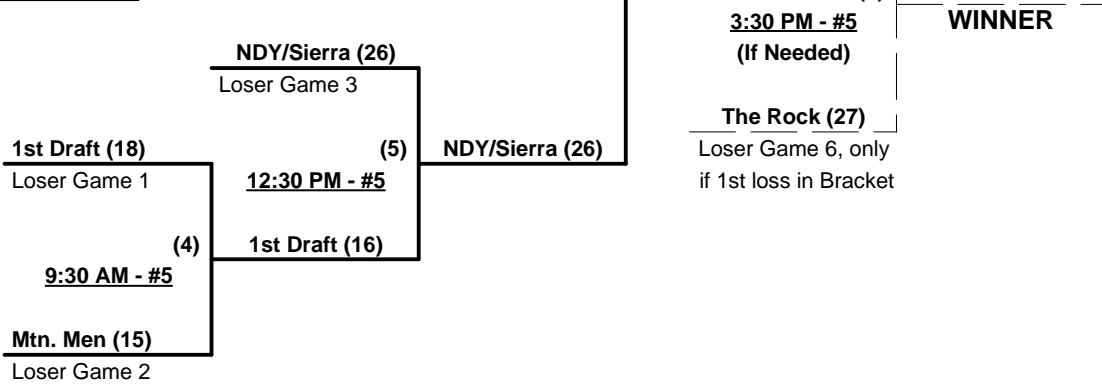 3:30 PM - #5
WINNER
NDY/Sierra (26)
(If Needed)
Loser Game 3
The Rock (27)
1st Draft (18)
(5)
NDY/Sierra (26)
Loser Game 6, only
Loser Game 1
12:30 PM - #5
if 1st loss in Bracket
(4)
1st Draft (16)
9:30 AM - #5
Mtn. Men (15)
Loser Game 2